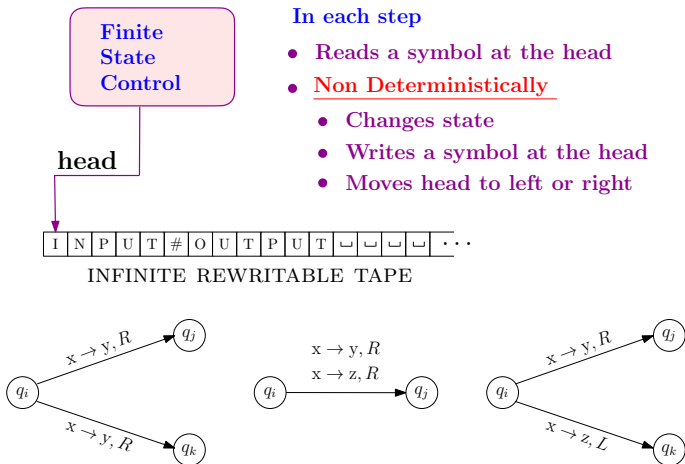 Finite
State
Control
head
In each step
• Reads a symbol at the head
• Non Deterministically
• Changes state
• Writes a symbol at the head
• Moves head to left or right
I N P U T # O U T P U T ␣ ␣ ␣ ␣ ···
INFINITE REWRITABLE TAPE
q_i
x → y, R
q_j
x → y, R
q_k
q_i
x → y, R
x → z, R
q_j
q_i
x → y, R
q_j
x → z, L
q_k